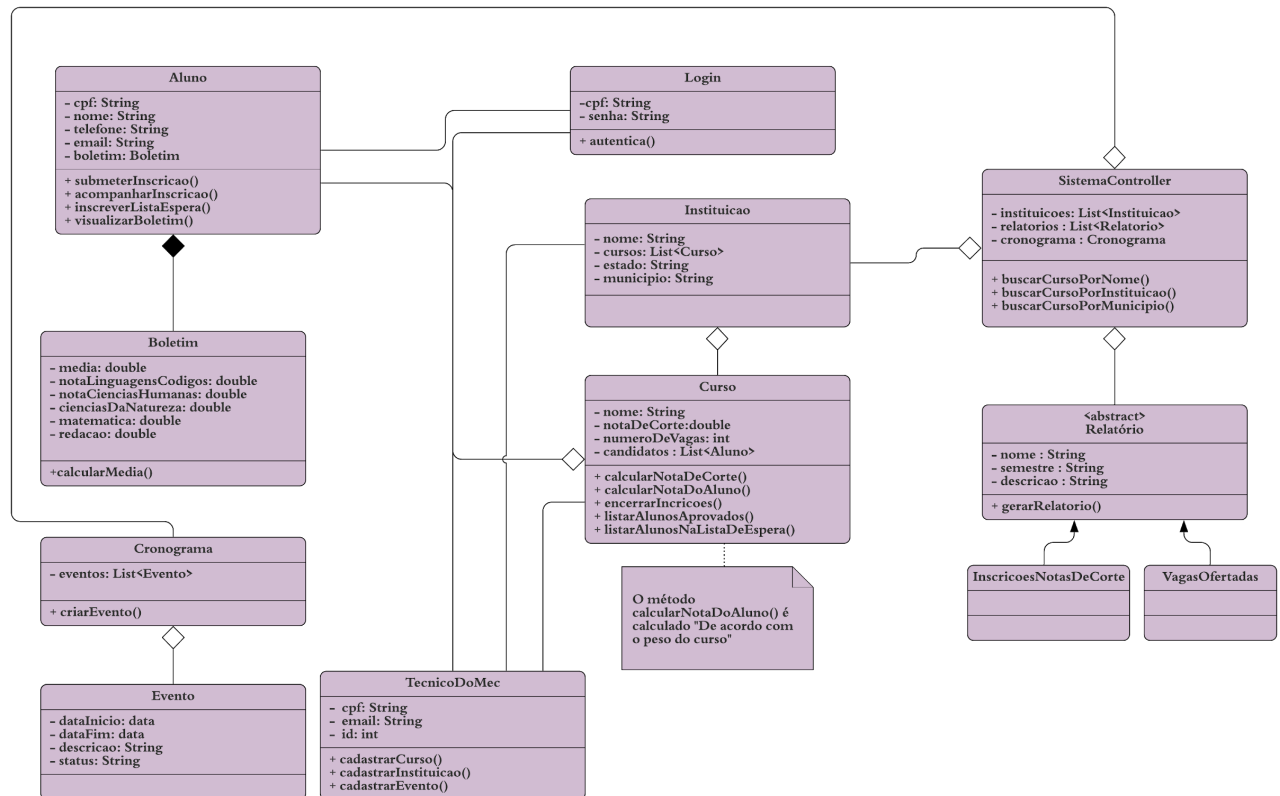 Aluno
- cpf: String
- nome: String
- telefone: String
- email: String
- boletim: Boletim
+ submeterInscricao()
+ acompanharInscricao()
+ inscreverListaEspera()
+ visualizarBoletim()
Login
-cpf: String
- senha: String
+ autentica()
SistemaController
- instituicoes: List<Instituicao>
- relatorios : List<Relatorio>
- cronograma : Cronograma
+ buscarCursoPorNome()
+ buscarCursoPorInstituicao()
+ buscarCursoPorMunicipio()
Instituicao
- nome: String
- cursos: List<Curso>
- estado: String
- municipio: String
Boletim
- media: double
- notaLinguagensCodigos: double
- notaCienciasHumanas: double
- cienciasDaNatureza: double
- matematica: double
- redacao: double
+calcularMedia()
Curso
- nome: String
- notaDeCorte:double
- numeroDeVagas: int
- candidatos : List<Aluno>
+ calcularNotaDeCorte()
+ calcularNotaDoAluno()
+ encerrarIncricoes()
+ listarAlunosAprovados()
+ listarAlunosNaListaDeEspera()
<abstract>
Relatório
- nome : String
- semestre : String
- descricao : String
+ gerarRelatorio()
Cronograma
- eventos: List<Evento>
+ criarEvento()
O método
calcularNotaDoAluno() é
calculado "De acordo com
o peso do curso"
InscricoesNotasDeCorte
VagasOfertadas
Evento
- dataInicio: data
- dataFim: data
- descricao: String
- status: String
TecnicoDoMec
- cpf: String
- email: String
- id: int
+ cadastrarCurso()
+ cadastrarInstituicao()
+ cadastrarEvento()